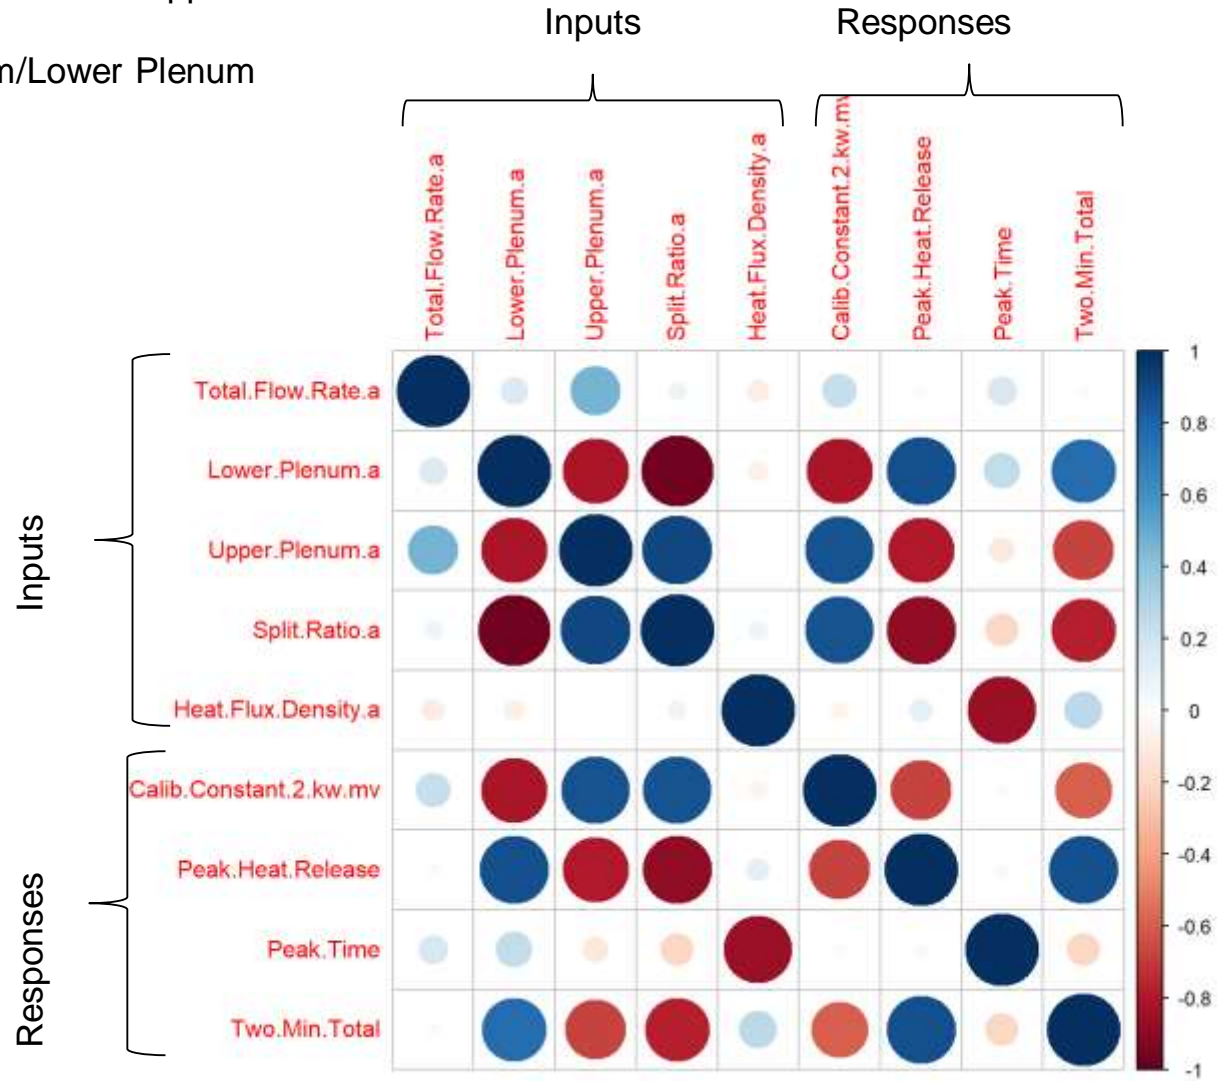 Inputs Responses
m/Lower Plenum
Total.Flow.Rate.a
Lower.Plenum.a
Upper.Plenum.a
Split.Ratio.a
Heat.Flux.Density.a
Calib.Constant.2.kw.mv
Peak.Heat.Release
Peak.Time
Two.Min.Total
Inputs
Responses
Total.Flow.Rate.a
Lower.Plenum.a
Upper.Plenum.a
Split.Ratio.a
Heat.Flux.Density.a
Calib.Constant.2.kw.mv
Peak.Heat.Release
Peak.Time
Two.Min.Total
1
0.8
0.6
0.4
0.2
0
-0.2
-0.4
-0.6
-0.8
-1